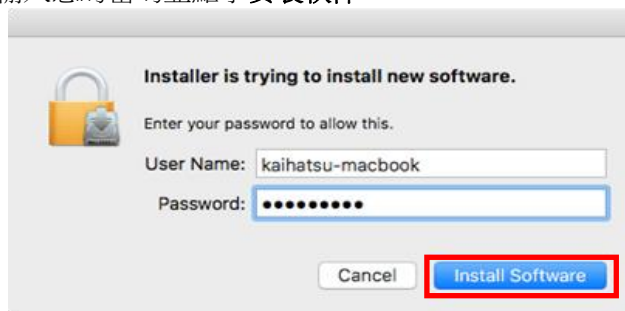 Installer is trying to install new software.
Enter your password to allow this.
User Name: kaihatsu-macbook
Password: •••••••••
Cancel Install Software